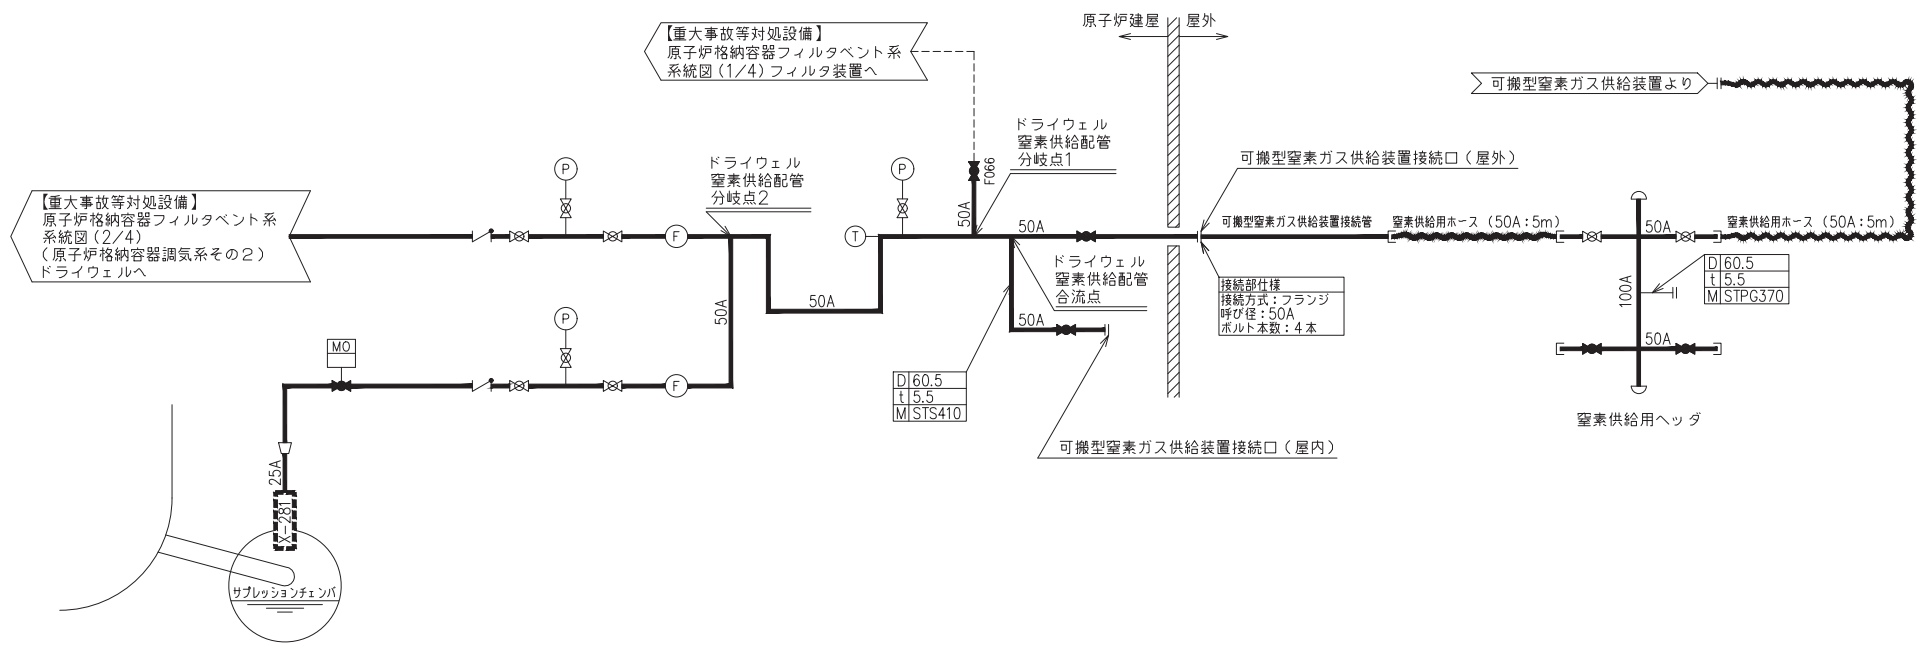 【重大事故等対処設備】
原子炉格納容器フィルタベント系
系統図(1/4)フィルタ装置へ
原子炉建屋
屋外
可搬型窒素ガス供給装置より
ドライウェル
窒素供給配管
分岐点1
ドライウェル
窒素供給配管
分岐点2
P
P
F066
50A
可搬型窒素ガス供給装置接続口(屋外)
【重大事故等対処設備】
原子炉格納容器フィルタベント系
系統図(2/4)
(原子炉格納容器調気系その2)
ドライウェルへ
F
T
50A
可搬型窒素ガス供給装置接続管
窒素供給用ホース(50A:5m)
50A
窒素供給用ホース(50A:5m)
ドライウェル
窒素供給配管
合流点
接続部仕様
接続方式:フランジ
呼び径:50A
ボルト本数:4本
D 60.5
t 5.5
M STPG370
100A
50A
50A
50A
P
50A
MO
F
D 60.5
t 5.5
M STS410
窒素供給用ヘッダ
可搬型窒素ガス供給装置接続口(屋内)
25A
X-281
サプレッションチェンバ